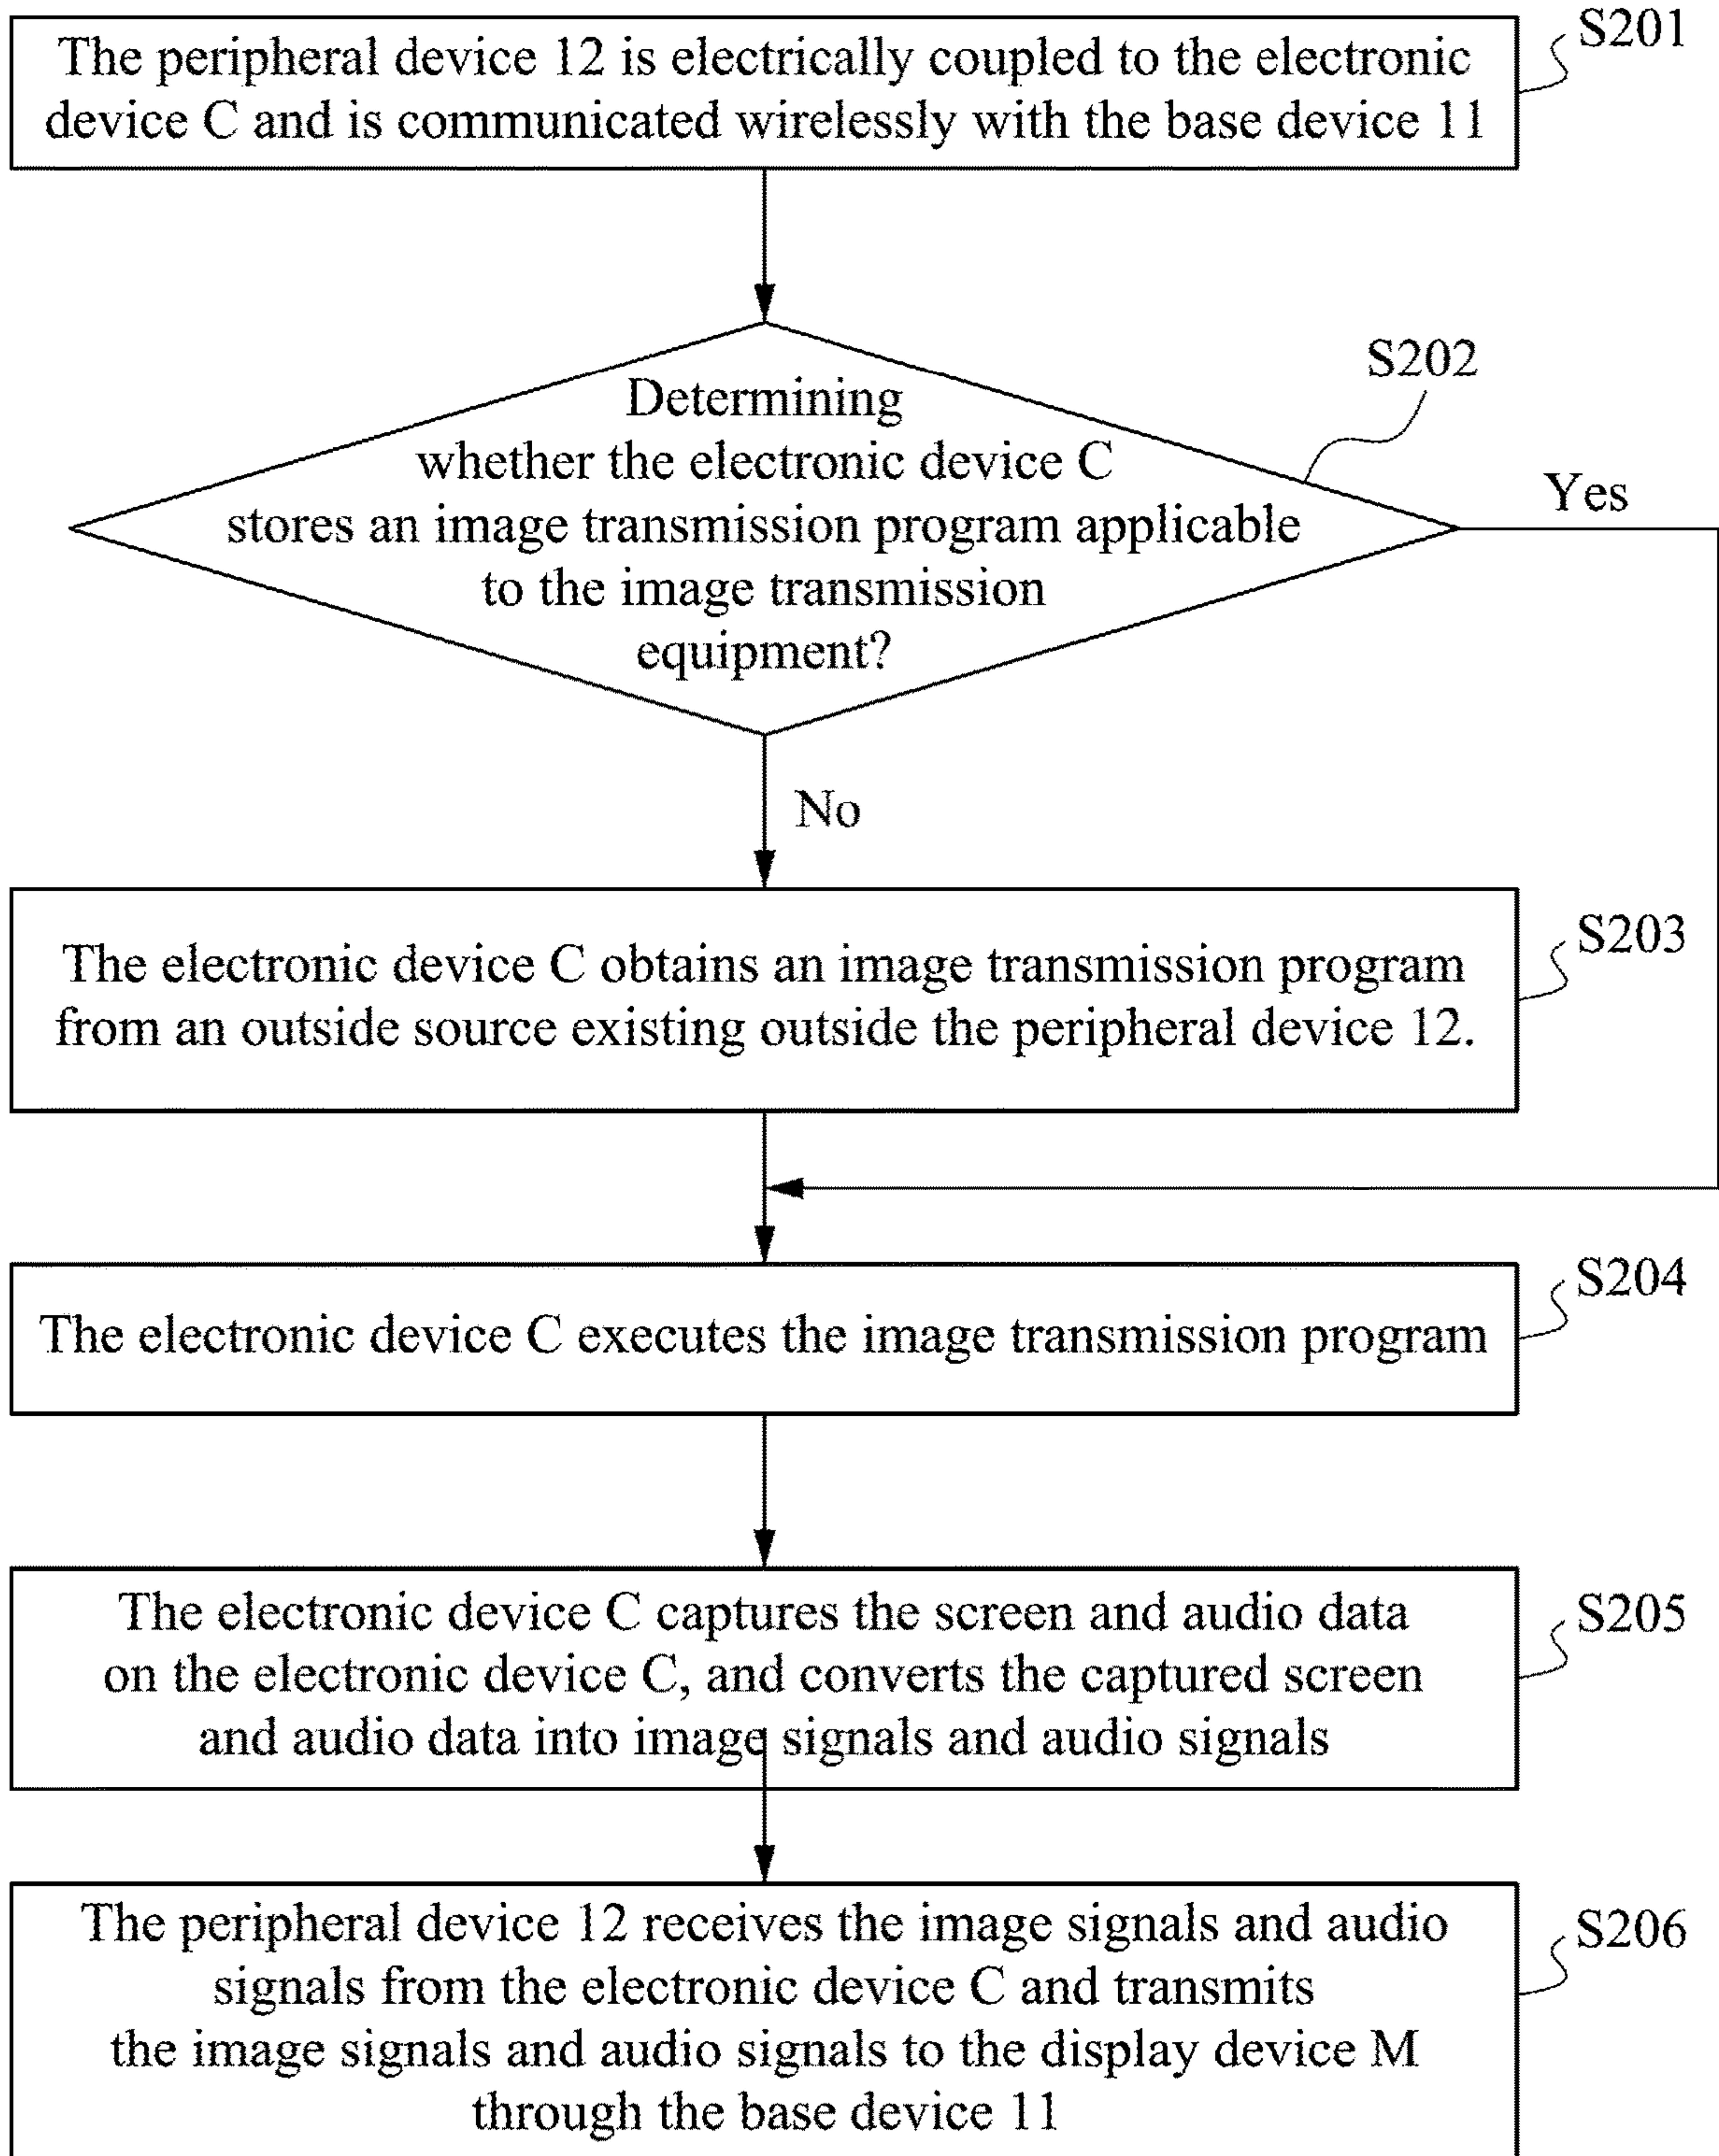 S201
The peripheral device 12 is electrically coupled to the electronic
device C and is communicated wirelessly with the base device 11
S202
Determining
whether the electronic device C
stores an image transmission program applicable
to the image transmission
equipment?
Yes
No
S203
The electronic device C obtains an image transmission program
from an outside source existing outside the peripheral device 12.
S204
The electronic device C executes the image transmission program
S205
The electronic device C captures the screen and audio data
on the electronic device C, and converts the captured screen
and audio data into image signals and audio signals
S206
The peripheral device 12 receives the image signals and audio
signals from the electronic device C and transmits
the image signals and audio signals to the display device M
through the base device 11